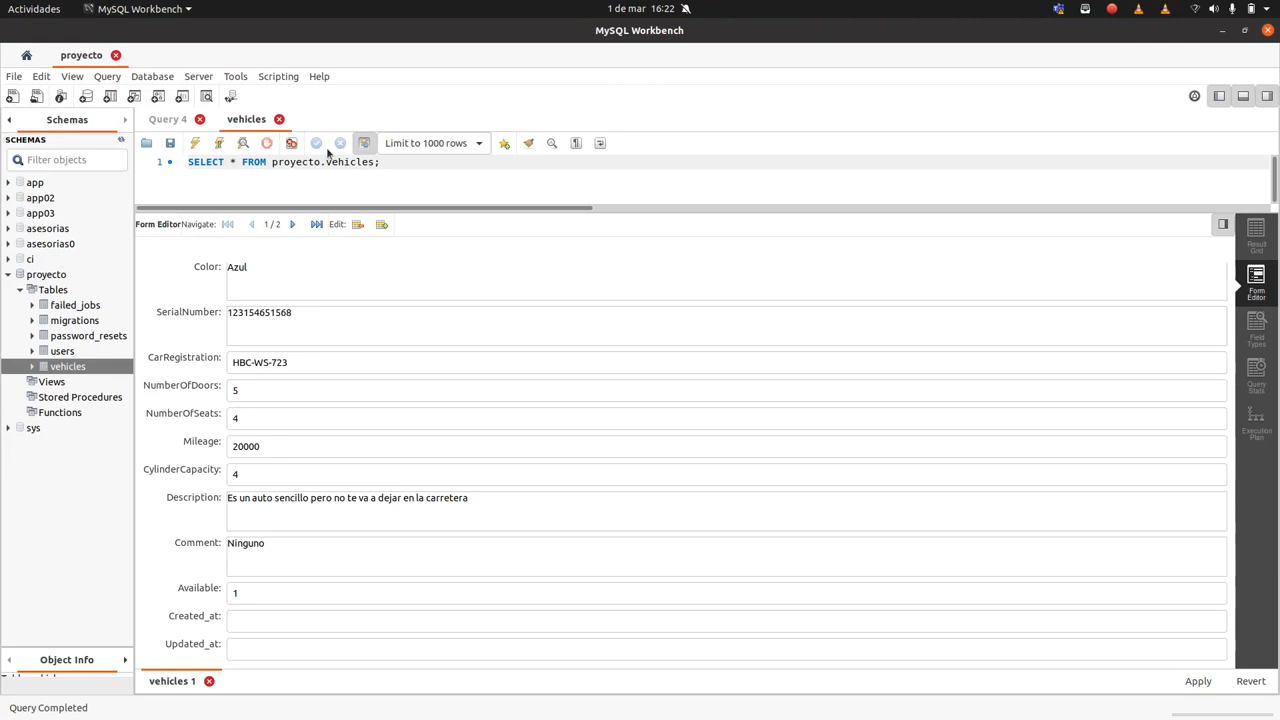 Actividades
MySQL Workbench
1 de mar 16:22
MySQL Workbench
proyecto
File Edit View Query Database Server Tools Scripting Help
Schemas
Query 4
vehicles
SCHEMAS
Limit to 1000 rows
Filter objects
1 SELECT * FROM proyecto.vehicles;
app
app02
app03
asesorias
asesorias0
ci
proyecto
Tables
failed_jobs
migrations
password_resets
users
vehicles
Views
Stored Procedures
Functions
sys
Form Editor Navigate: 1 / 2 Edit:
Color: Azul
SerialNumber: 123154651568
CarRegistration: HBC-WS-723
NumberOfDoors: 5
NumberOfSeats: 4
Mileage: 20000
CylinderCapacity: 4
Description: Es un auto sencillo pero no te va a dejar en la carretera
Comment: Ninguno
Available: 1
Created_at:
Updated_at:
Result
Grid
Form
Editor
Field
Types
Query
Stats
Execution
Plan
Object Info
vehicles 1
Apply
Revert
Query Completed